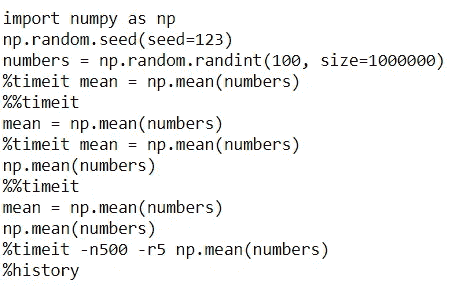 import numpy as np
np.random.seed(seed=123)
numbers = np.random.randint(100, size=1000000)
%timeit mean = np.mean(numbers)
%%timeit
mean = np.mean(numbers)
%timeit mean = np.mean(numbers)
np.mean(numbers)
%%timeit
mean = np.mean(numbers)
np.mean(numbers)
%timeit -n500 -r5 np.mean(numbers)
%history